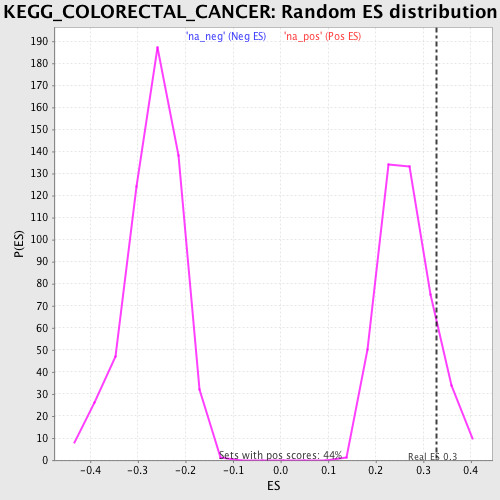 KEGG_COLORECTAL_CANCER: Random ES distribution
'na_neg' (Neg ES) 'na_pos' (Pos ES)
190
180
170
160
150
140
130
120
110
100
90
80
70
60
50
40
30
20
10
0
P(ES)
Sets with pos scores: 44%
Real ES 0.3
-0.4 -0.3 -0.2 -0.1 0.0 0.1 0.2 0.3 0.4
ES